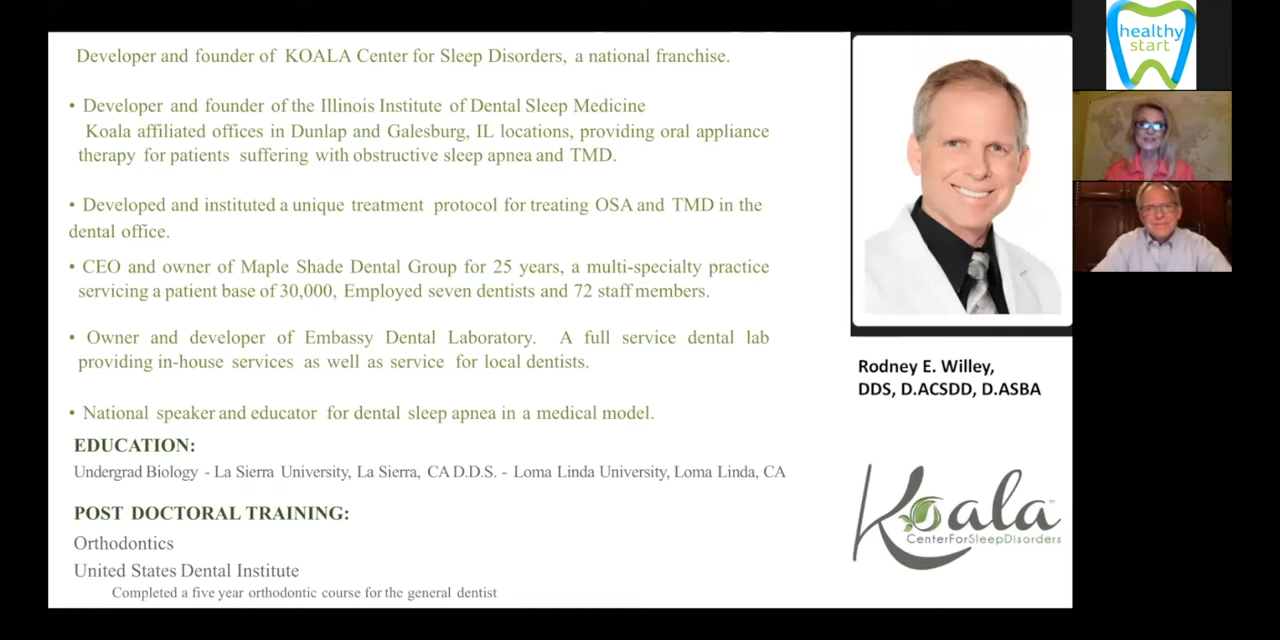 Developer and founder of KOALA Center for Sleep Disorders, a national franchise.
• Developer and founder of the Illinois Institute of Dental Sleep Medicine
Koala affiliated offices in Dunlap and Galesburg, IL locations, providing oral appliance
therapy for patients suffering with obstructive sleep apnea and TMD.
• Developed and instituted a unique treatment protocol for treating OSA and TMD in the
dental office.
• CEO and owner of Maple Shade Dental Group for 25 years, a multi-specialty practice
servicing a patient base of 30,000, Employed seven dentists and 72 staff members.
• Owner and developer of Embassy Dental Laboratory. A full service dental lab
providing in-house services as well as service for local dentists.
• National speaker and educator for dental sleep apnea in a medical model.
EDUCATION:
Undergrad Biology - La Sierra University, La Sierra, CA D.D.S. - Loma Linda University, Loma Linda, CA
POST DOCTORAL TRAINING:
Orthodontics
United States Dental Institute
Completed a five year orthodontic course for the general dentist
Rodney E. Willey,
DDS, D.ACSDD, D.ASBA
Koala
CenterForSleepDisorders
healthy
start